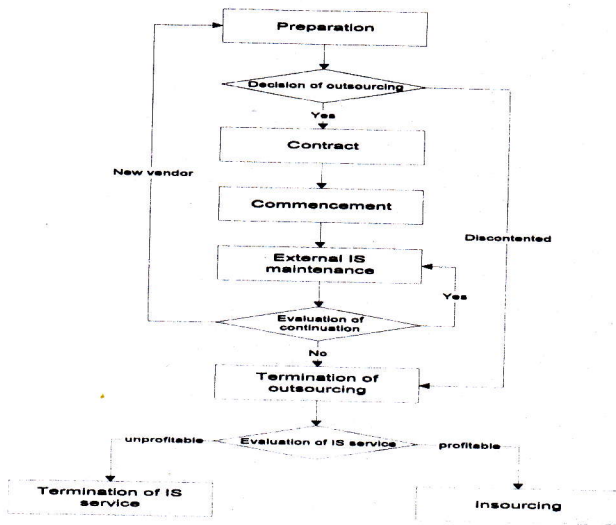 Preparation
Decision of outsourcing
Yes
Contract
New vendor
Commencement
Discontented
External IS
maintenance
Yes
Evaluation of
continuation
No
Termination of
outsourcing
unprofitable
Evaluation of IS service
profitable
Termination of IS
service
Insourcing